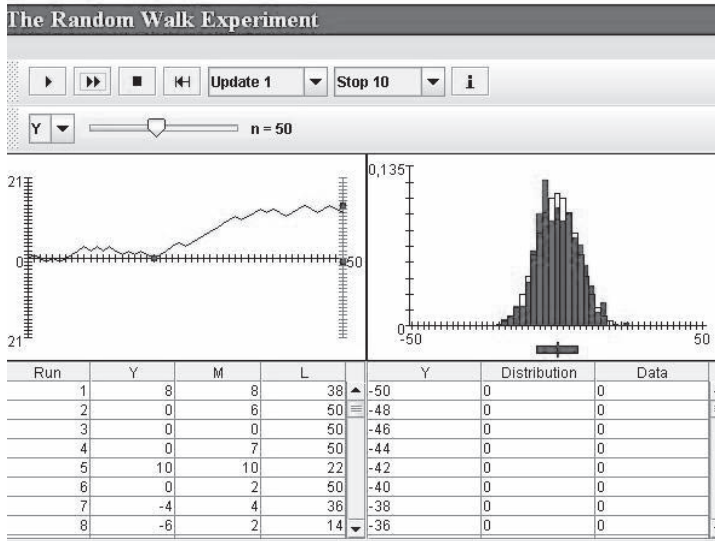 The Random Walk Experiment
Update 1 Stop 10 i
Y n = 50
21
0
50
21
0,135
0
-50
50
Run Y M L
1 8 8 38
2 0 6 50
3 0 0 50
4 0 7 50
5 10 10 22
6 0 2 50
7 -4 4 36
8 -6 2 14
Y Distribution Data
-50 0 0
-48 0 0
-46 0 0
-44 0 0
-42 0 0
-40 0 0
-38 0 0
-36 0 0